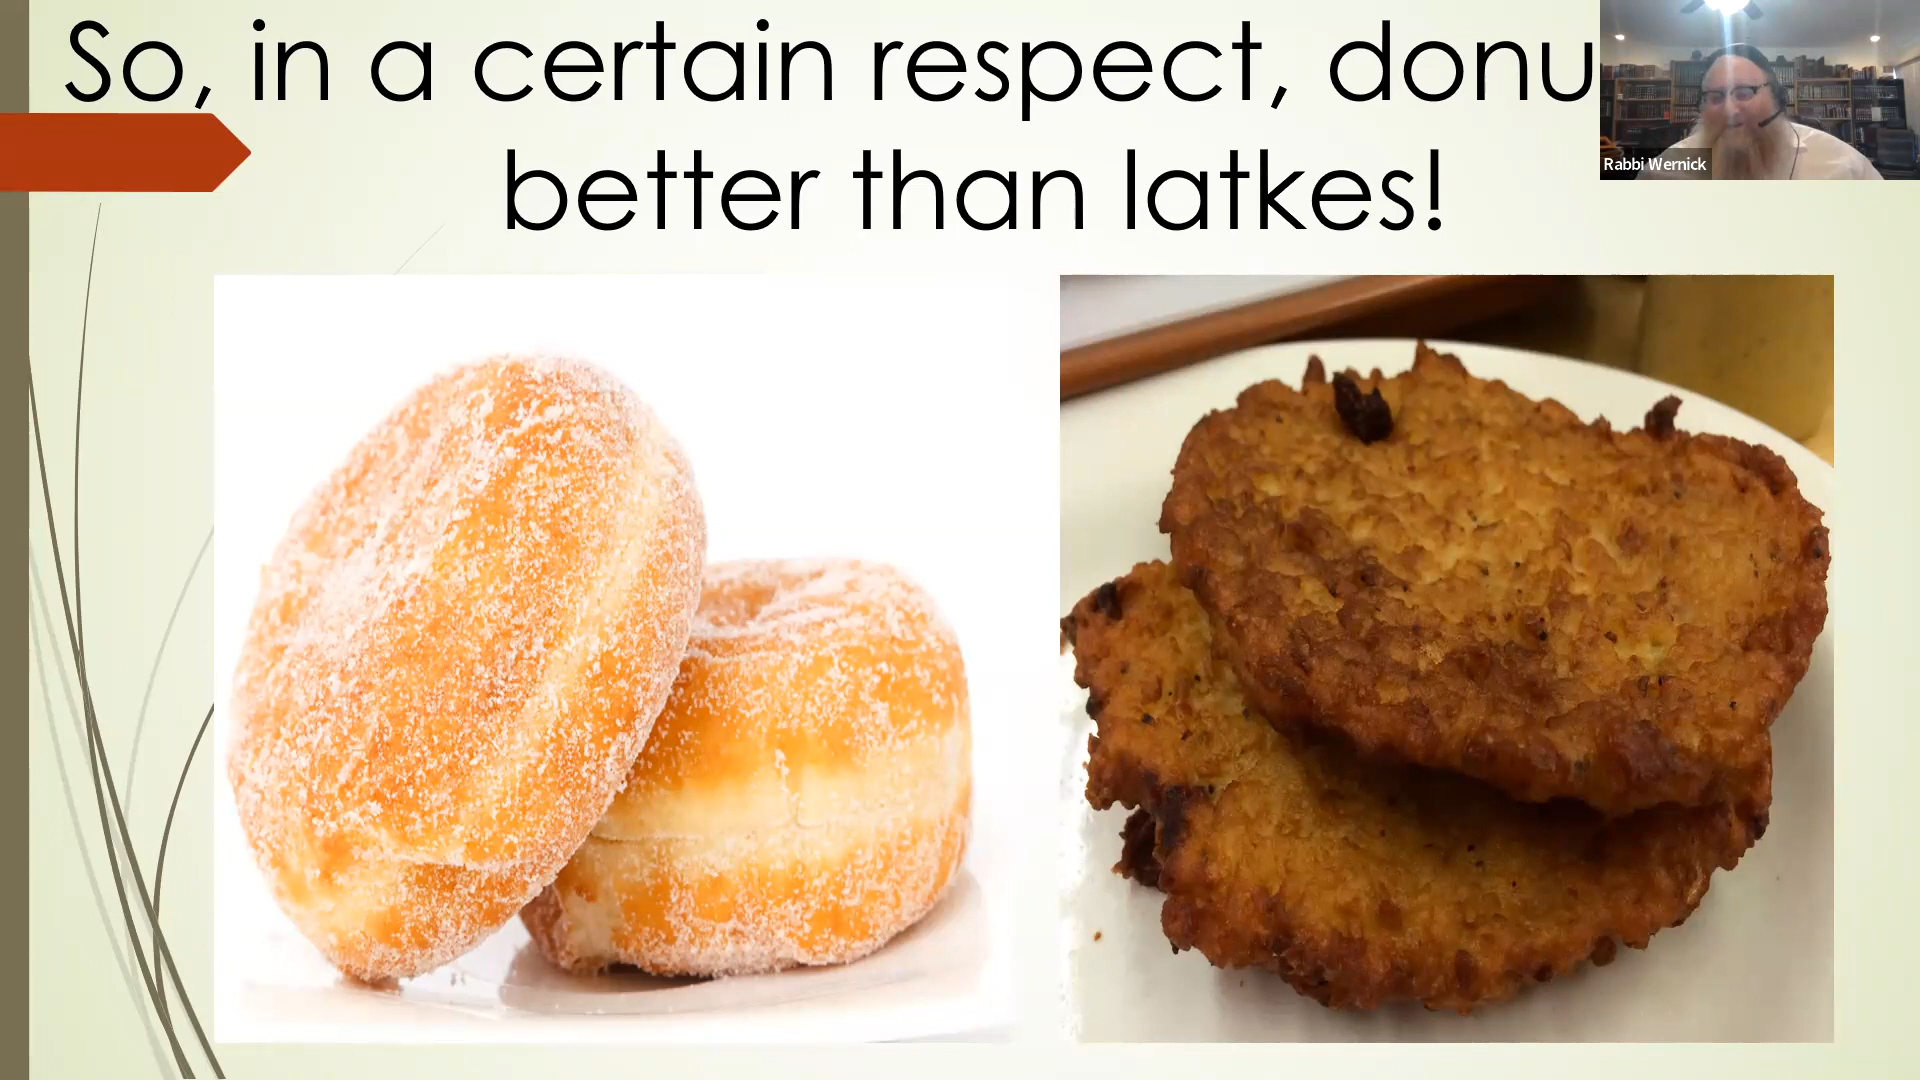 So, in a certain respect, donu
better than latkes!
Rabbi Wernick